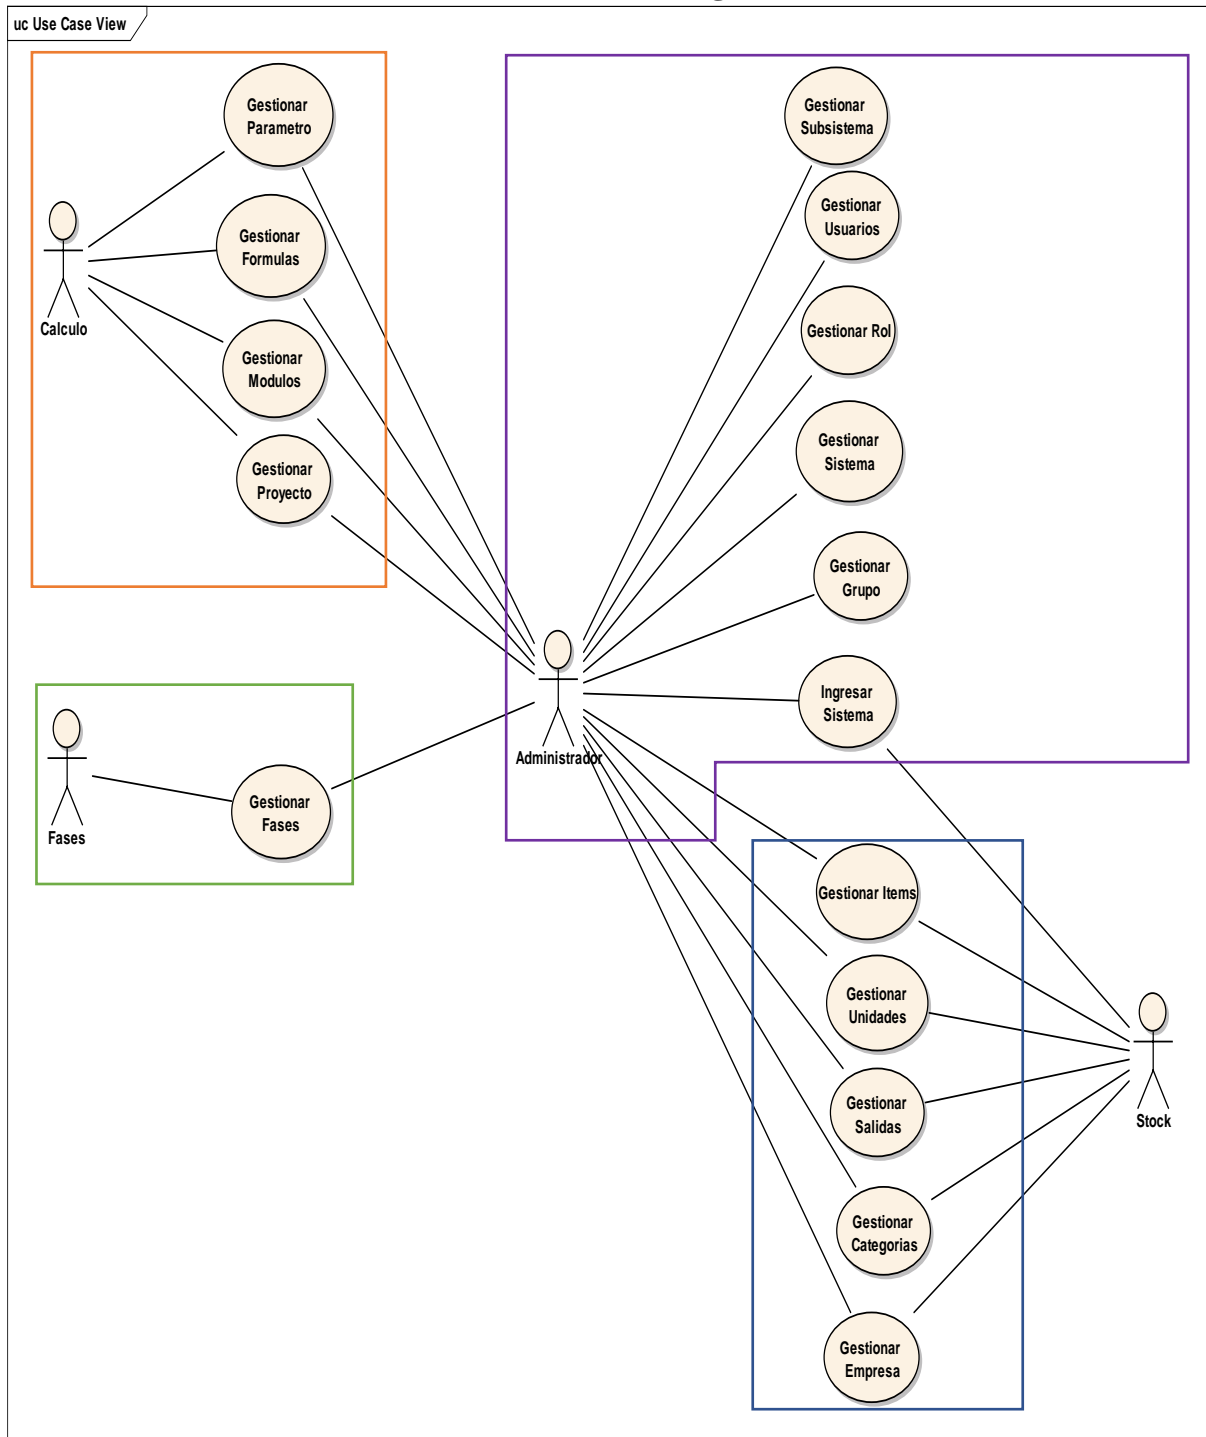 uc Use Case View
Gestionar
Parametro
Gestionar
Formulas
Calculo
Gestionar
Modulos
Gestionar
Proyecto
Gestionar
Subsistema
Gestionar
Usuarios
Gestionar Rol
Gestionar
Sistema
Gestionar
Grupo
Ingresar
Sistema
Administrador
Gestionar
Fases
Fases
Gestionar Items
Gestionar
Unidades
Gestionar
Salidas
Stock
Gestionar
Categorias
Gestionar
Empresa